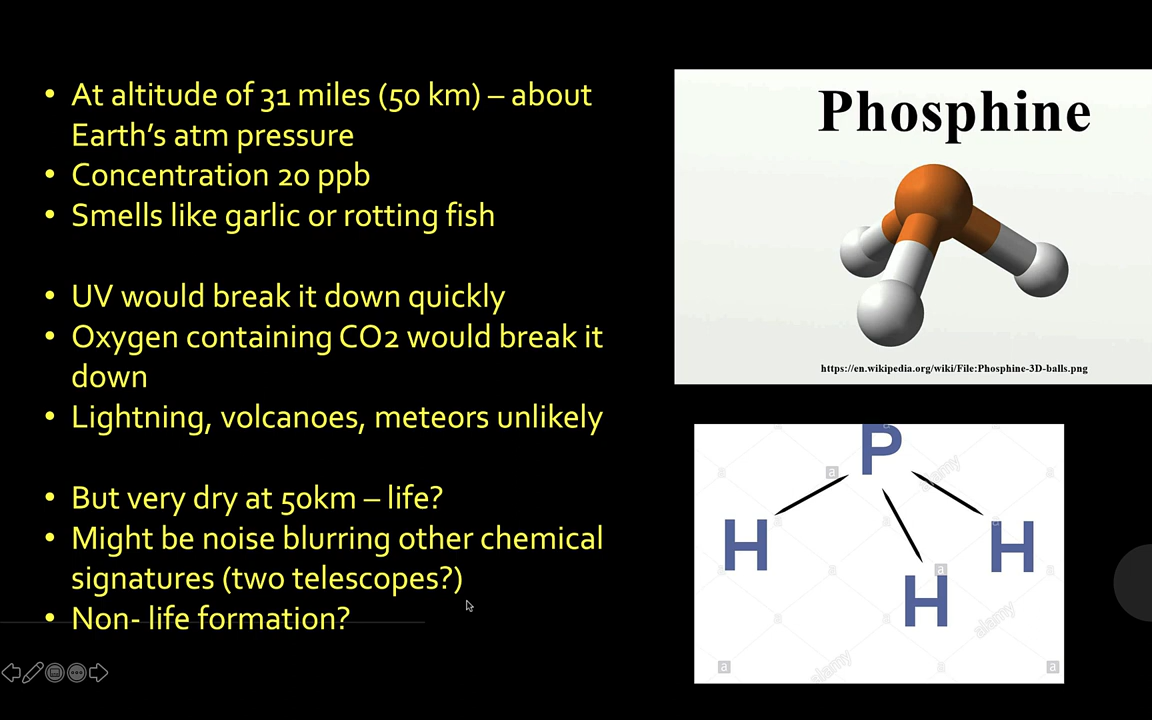 • At altitude of 31 miles (50 km) – about
Earth's atm pressure
• Concentration 20 ppb
• Smells like garlic or rotting fish
• UV would break it down quickly
• Oxygen containing CO2 would break it
down
• Lightning, volcanoes, meteors unlikely
• But very dry at 50km – life?
• Might be noise blurring other chemical
signatures (two telescopes?)
• Non- life formation?
Phosphine
https://en.wikipedia.org/wiki/File:Phosphine-3D-balls.png
P
H
H
H
a
a
a
a
a
alamy
alamy
alamy